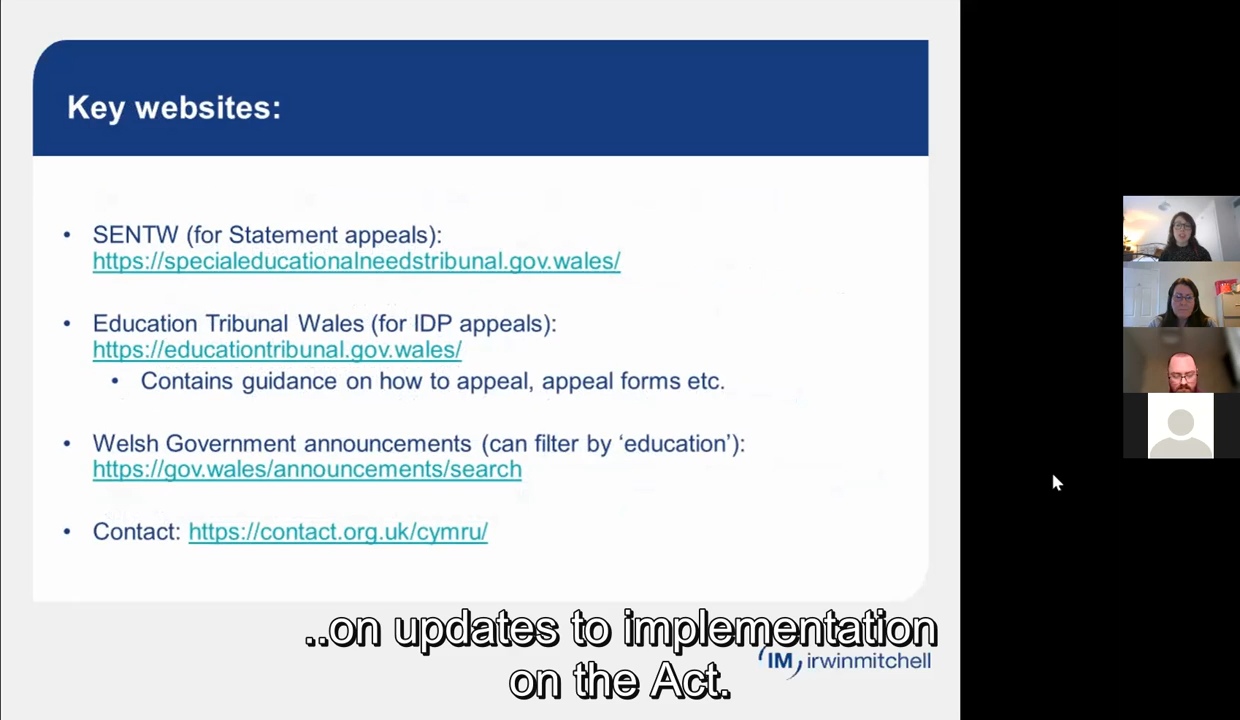 Key websites:
• SENTW (for Statement appeals):
https://specialeducationalneedstribunal.gov.wales/
• Education Tribunal Wales (for IDP appeals):
https://educationtribunal.gov.wales/
• Contains guidance on how to appeal, appeal forms etc.
• Welsh Government announcements (can filter by ‘education’):
https://gov.wales/announcements/search
• Contact: https://contact.org.uk/cymru/
..on updates to implementation
IM irwinmitchell
on the Act.